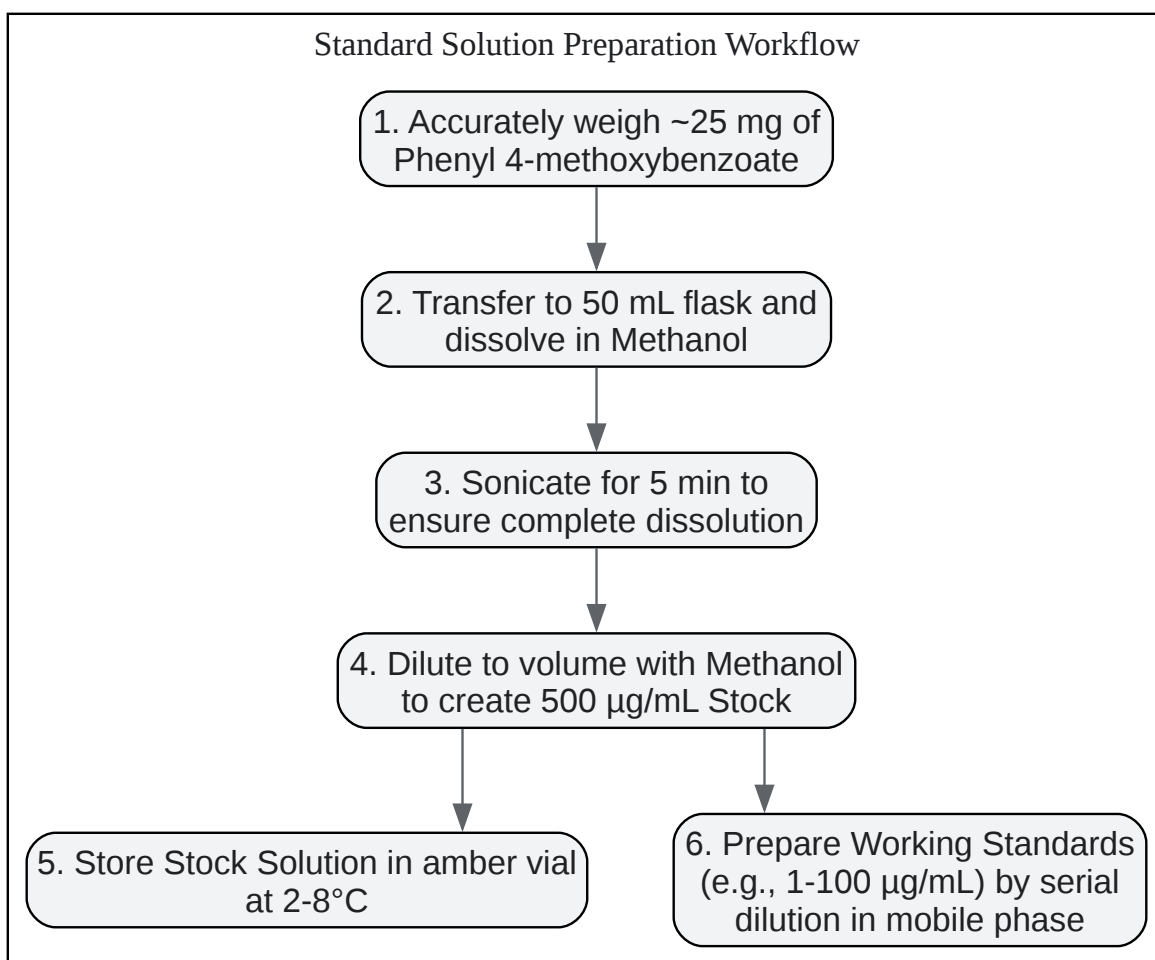 Standard Solution Preparation Workflow
1. Accurately weigh ~25 mg of
Phenyl 4-methoxybenzoate
2. Transfer to 50 mL flask and
dissolve in Methanol
3. Sonicate for 5 min to
ensure complete dissolution
4. Dilute to volume with Methanol
to create 500 µg/mL Stock
5. Store Stock Solution in amber vial
at 2-8°C
6. Prepare Working Standards
(e.g., 1-100 µg/mL) by serial
dilution in mobile phase